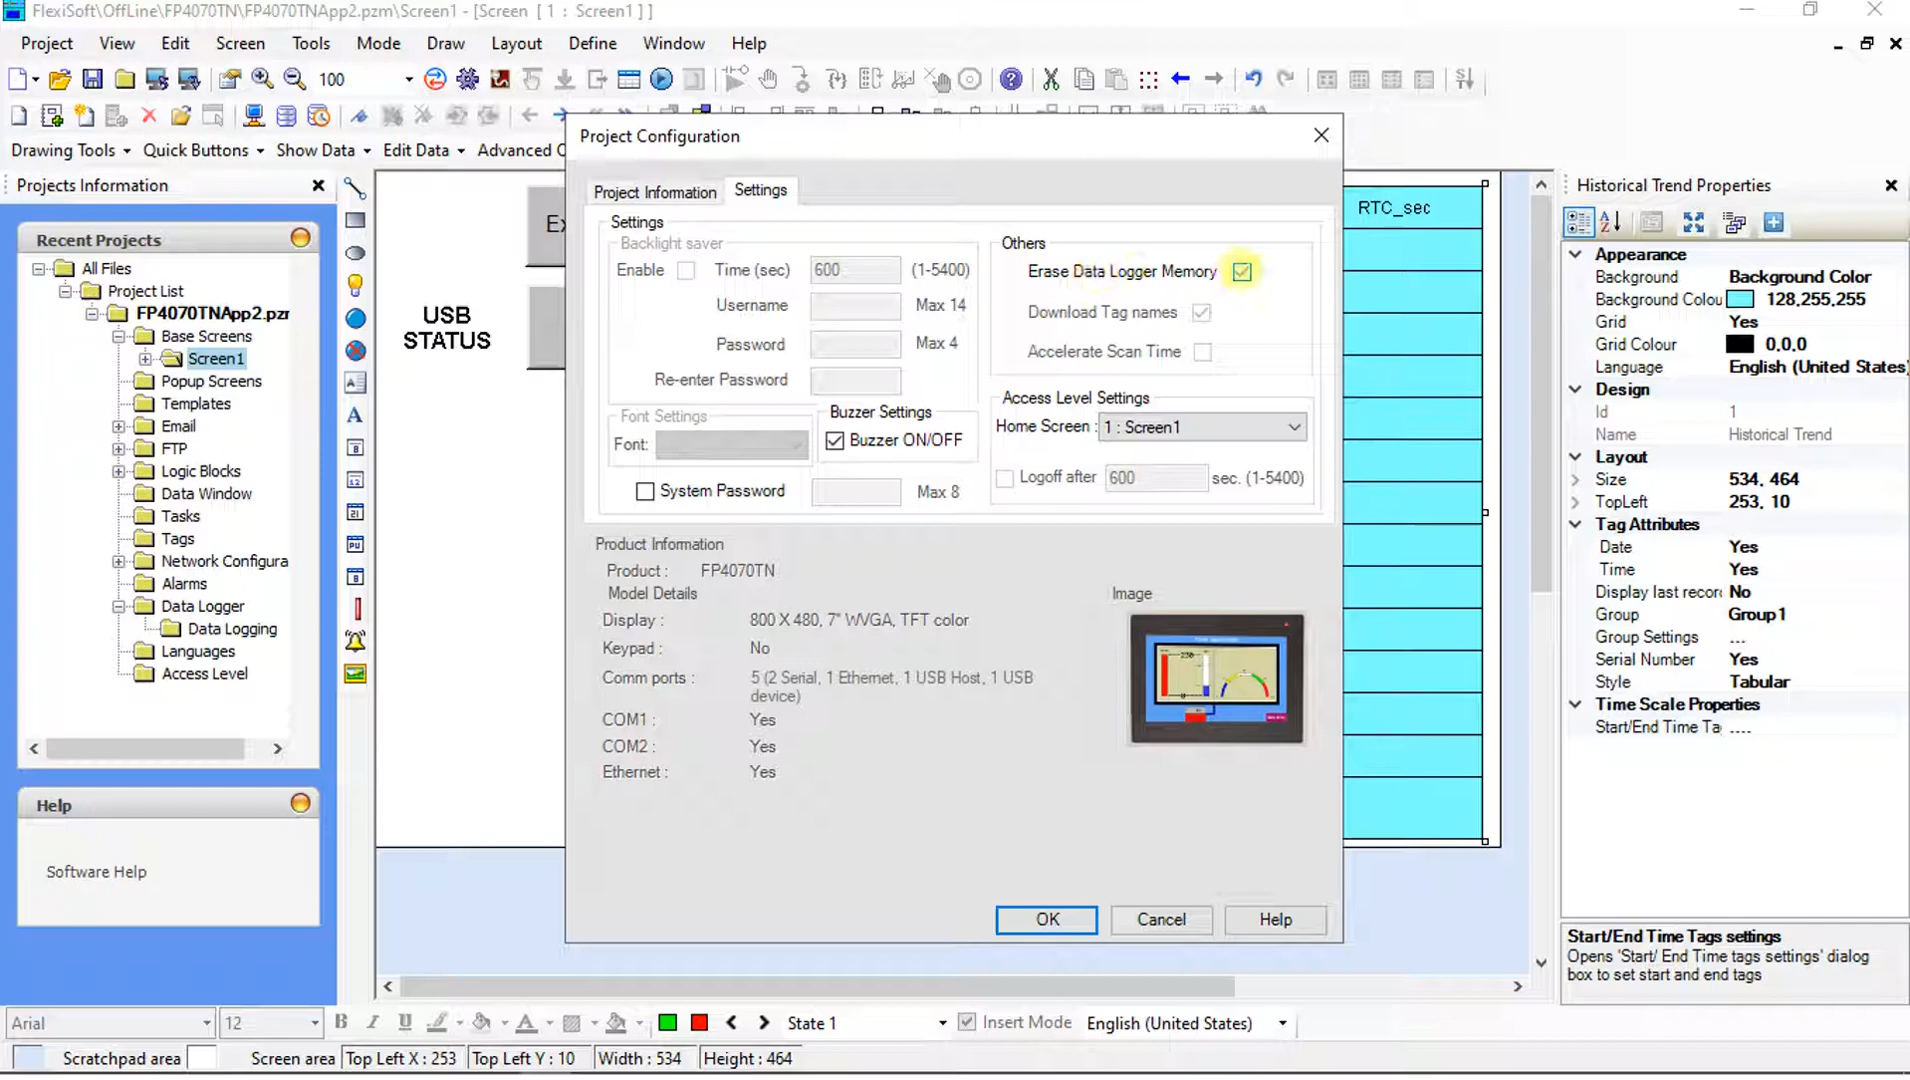 FlexiSoft\OffLine\FP4070TN\FP4070TNApp2.pzm\Screen1 - [Screen [ 1 : Screen1 ] ]
Project View Edit Screen Tools Mode Draw Layout Define Window Help
100
Drawing Tools Quick Buttons Show Data Edit Data Advanced
Projects Information
Recent Projects
All Files
Project List
FP4070TNApp2.pzm
Base Screens
Screen1
Popup Screens
Templates
Email
FTP
Logic Blocks
Data Window
Tasks
Tags
Network Configura
Alarms
Data Logger
Data Logging
Languages
Access Level
Help
Software Help
Ex
USB
STATUS
RTC_sec
Project Configuration
Project Information Settings
Settings
Backlight saver
Enable Time (sec) 600 (1-5400)
Username Max 14
Password Max 4
Re-enter Password
Font Settings
Font:
Buzzer Settings
Buzzer ON/OFF
System Password Max 8
Others
Erase Data Logger Memory
Download Tag names
Accelerate Scan Time
Access Level Settings
Home Screen : 1 : Screen1
Logoff after 600 sec. (1-5400)
Product Information
Product : FP4070TN
Model Details
Display : 800 X 480, 7" WVGA, TFT color
Keypad : No
Comm ports : 5 (2 Serial, 1 Ethernet, 1 USB Host, 1 USB
device)
COM1 : Yes
COM2 : Yes
Ethernet : Yes
Image
OK Cancel Help
Historical Trend Properties
Appearance
Background Background Color
Background Colou 128,255,255
Grid Yes
Grid Colour 0,0,0
Language English (United States)
Design
Id 1
Name Historical Trend
Layout
Size 534, 464
TopLeft 253, 10
Tag Attributes
Date Yes
Time Yes
Display last recor No
Group Group1
Group Settings ...
Serial Number Yes
Style Tabular
Time Scale Properties
Start/End Time Ta ....
Start/End Time Tags settings
Opens 'Start/ End Time tags settings' dialog
box to set start and end tags
Arial 12 B I U A State 1 Insert Mode English (United States)
Scratchpad area Screen area Top Left X : 253 Top Left Y : 10 Width : 534 Height : 464